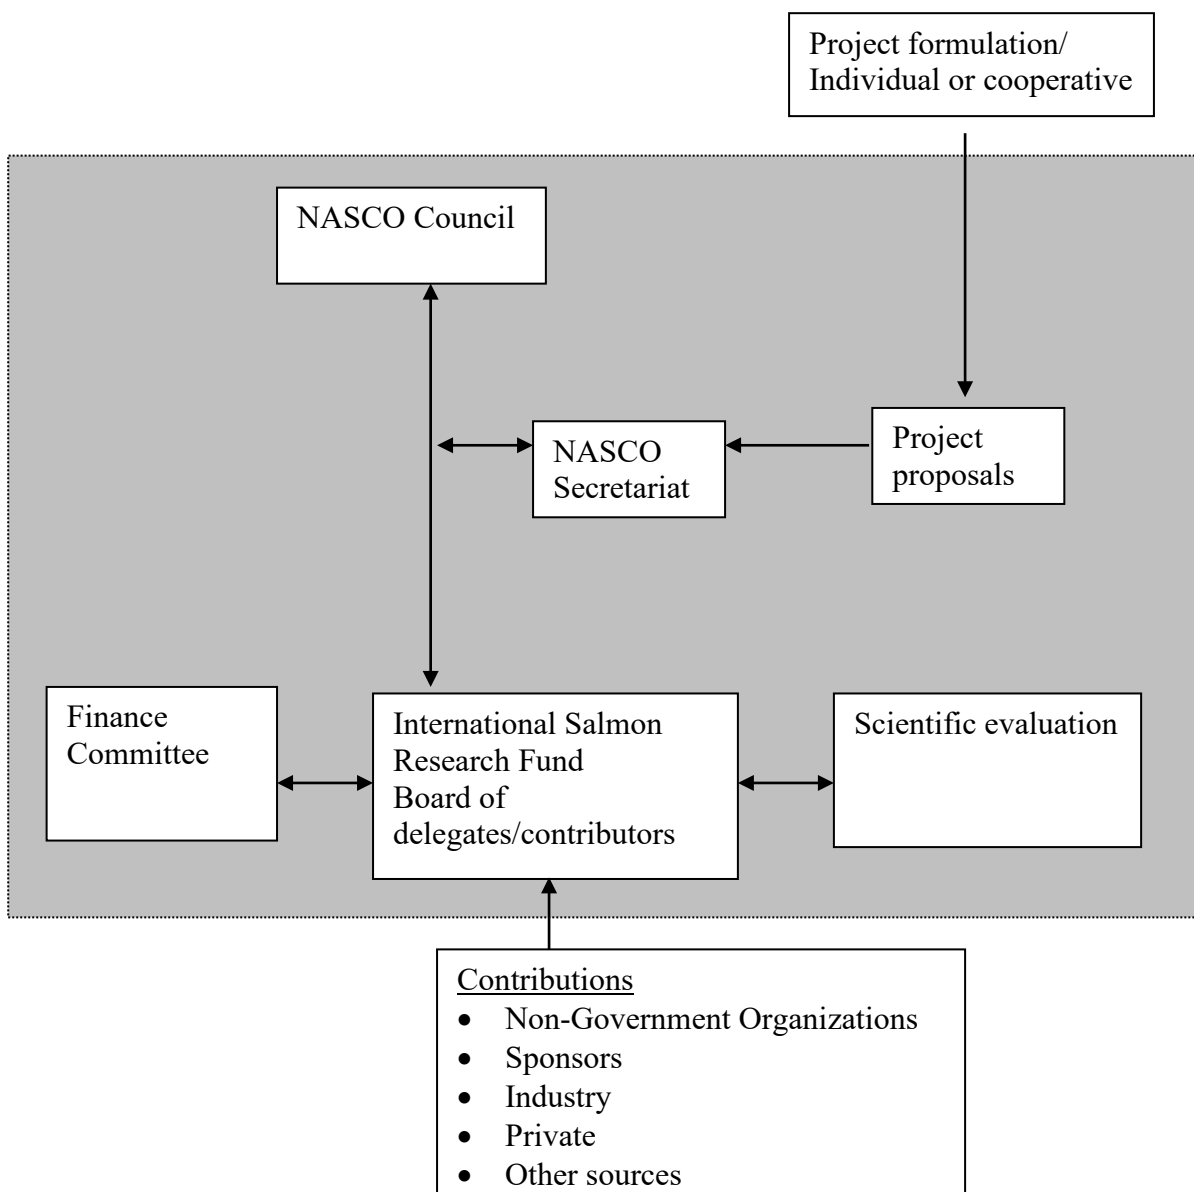 Project formulation/
Individual or cooperative
NASCO Council
NASCO
Secretariat
Project
proposals
Finance
Committee
International Salmon
Research Fund
Board of
delegates/contributors
Scientific evaluation
Contributions
• Non-Government Organizations
• Sponsors
• Industry
• Private
• Other sources